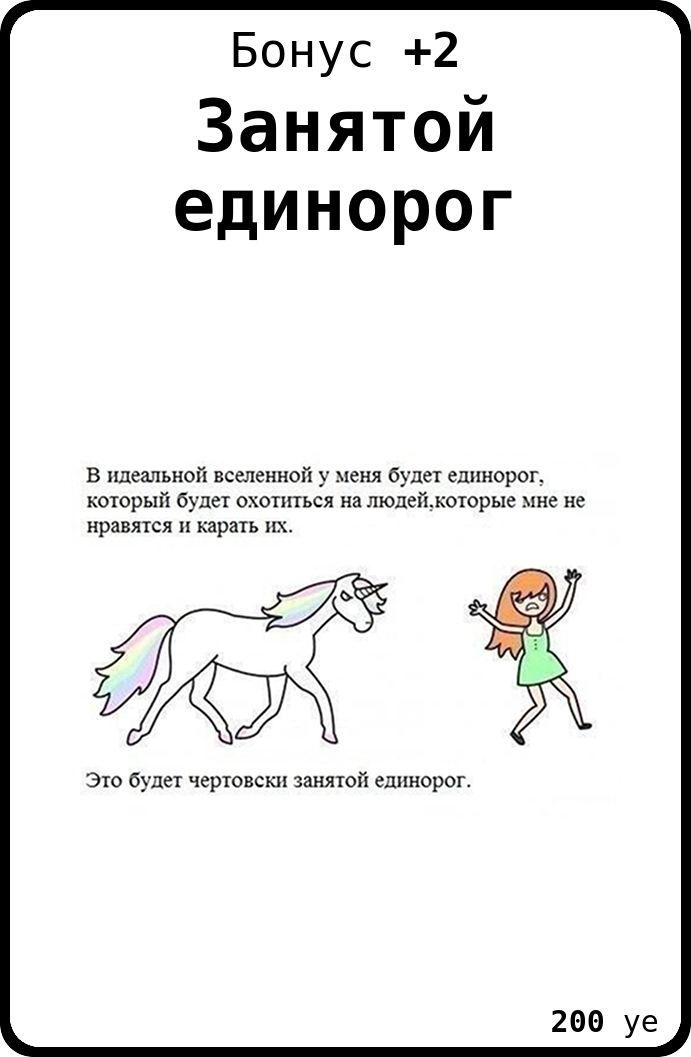 Бонус +2
Занятой
единорог
В идеальной вселенной у меня будет единорог,
который будет охотиться на людей,которые мне не
нравятся и карать их.
Это будет чертовски занятой единорог.
200 уе